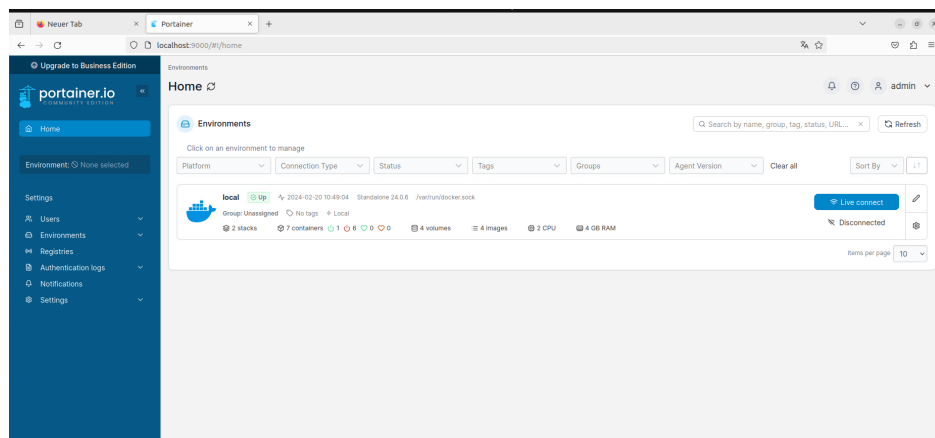 Neuer Tab
Portainer
localhost:9000/#!/home
Upgrade to Business Edition
portainer.io
COMMUNITY EDITION
Home
Environment: None selected
Settings
Users
Environments
Registries
Authentication logs
Notifications
Settings
Environments
Home
admin
Environments
Search by name, group, tag, status, URL...
Refresh
Click on an environment to manage
Platform Connection Type Status Tags Groups Agent Version Clear all Sort By
local Up 2024-02-20 10:49:04 Standalone 24.0.6 /var/run/docker.sock
Group: Unassigned No tags Local
2 stacks 7 containers 1 6 0 0 4 volumes 4 images 2 CPU 4 GB RAM
Live connect
Disconnected
Items per page 10